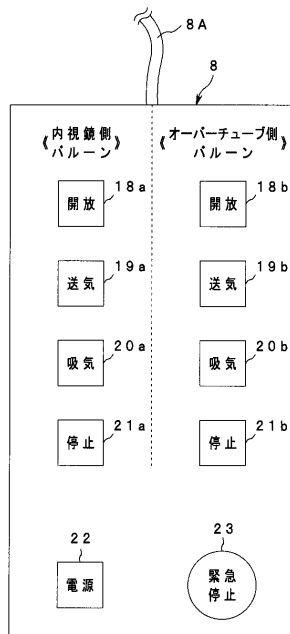 8A
8
《内視鏡側バルーン》
《オーバーチューブ側バルーン》
18a
18b
開放
開放
19a
19b
送気
送気
20a
20b
吸気
吸気
21a
21b
停止
停止
22
23
電源
緊急
停止